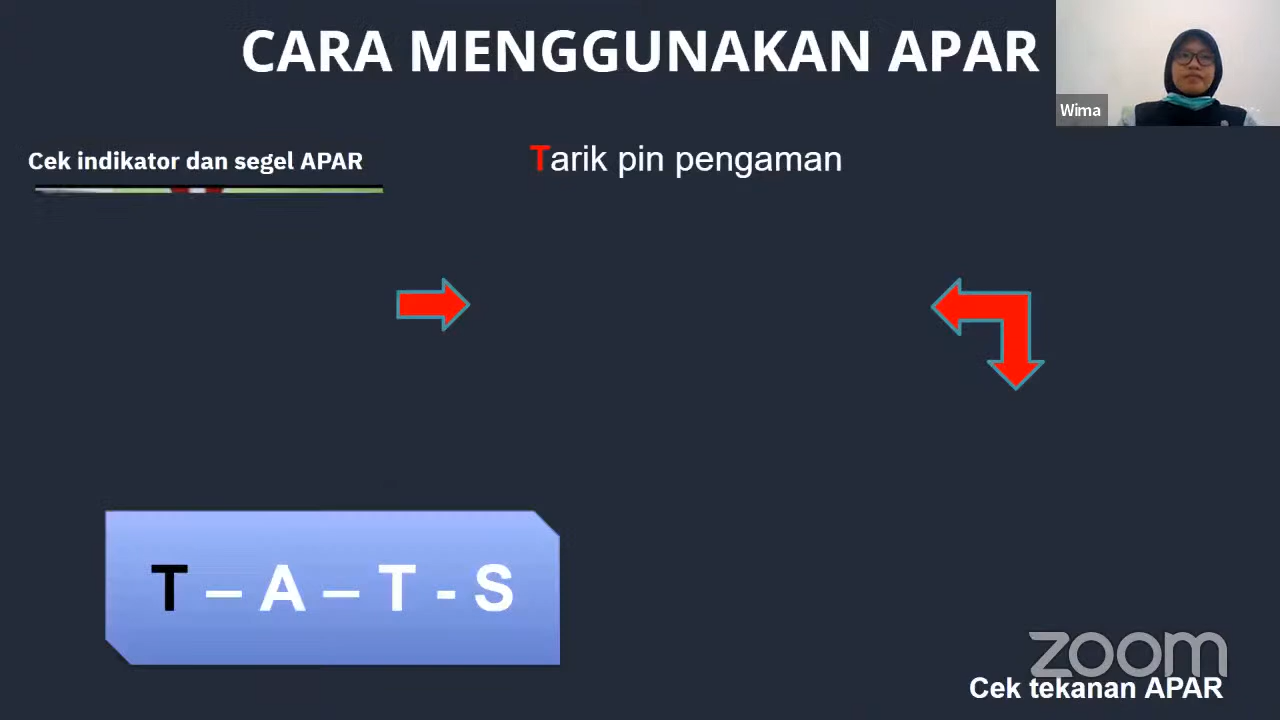 CARA MENGGUNAKAN APAR
Wima
Cek indikator dan segel APAR
Tarik pin pengaman
T – A – T - S
zoom
Cek tekanan APAR